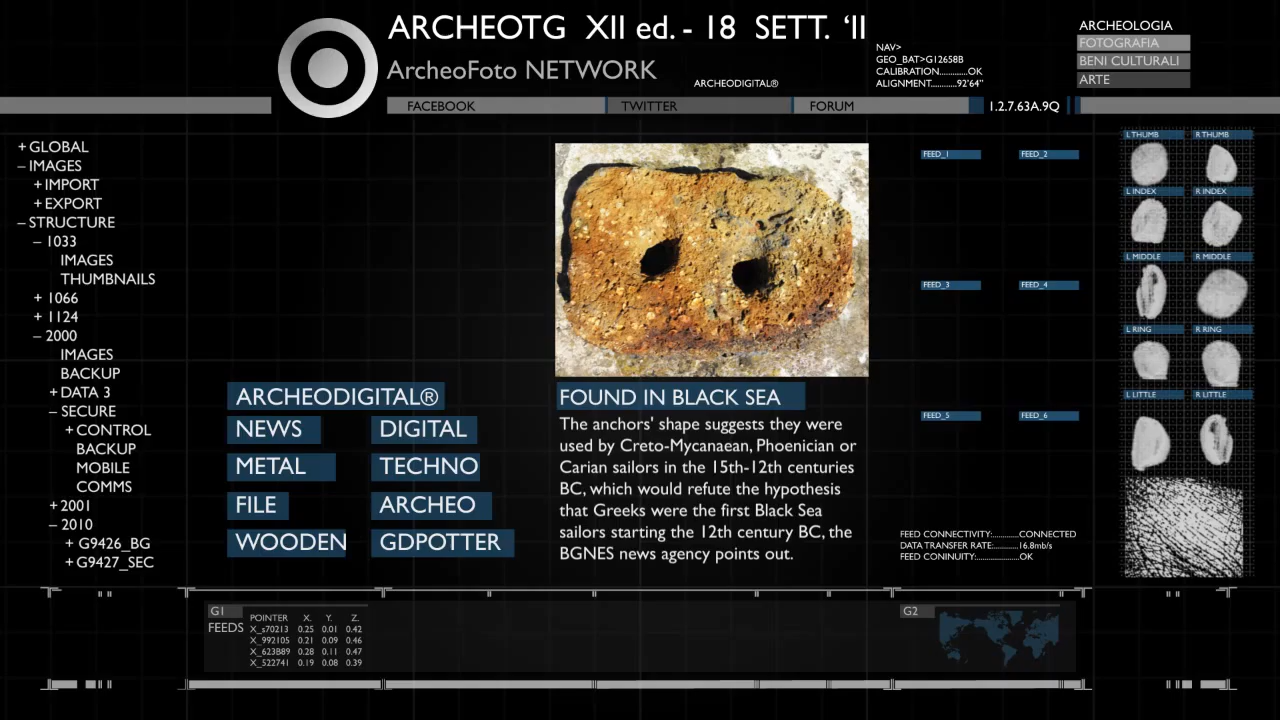 ARCHEOTG XII ed. - 18 SETT. 'II
ArcheoFoto NETWORK
ARCHEODIGITAL®
NAV>
GEO_BAT>G12658B
CALIBRATION.............OK
ALIGNMENT............92'64"
ARCHEOLOGIA
FOTOGRAFIA
BENI CULTURALI
ARTE
FACEBOOK
TWITTER
FORUM
1.2.7.63A.9Q
+ GLOBAL
– IMAGES
+ IMPORT
+ EXPORT
– STRUCTURE
– 1033
IMAGES
THUMBNAILS
+ 1066
+ 1124
– 2000
IMAGES
BACKUP
+ DATA 3
– SECURE
+ CONTROL
BACKUP
MOBILE
COMMS
+ 2001
– 2010
+ G9426_BG
+ G9427_SEC
ARCHEODIGITAL®
NEWS
DIGITAL
METAL
TECHNO
FILE
ARCHEO
WOODEN
GDPOTTER
FOUND IN BLACK SEA
The anchors' shape suggests they were
used by Creto-Mycanaean, Phoenician or
Carian sailors in the 15th-12th centuries
BC, which would refute the hypothesis
that Greeks were the first Black Sea
sailors starting the 12th century BC, the
BGNES news agency points out.
FEED_1
FEED_2
FEED_3
FEED_4
FEED_5
FEED_6
FEED CONNECTIVITY:............CONNECTED
DATA TRANSFER RATE:...........16.8mb/s
FEED CONINUITY:...................OK
L THUMB
R THUMB
L INDEX
R INDEX
L MIDDLE
R MIDDLE
L RING
R RING
L LITTLE
R LITTLE
G1
FEEDS
POINTER X. Y. Z.
X_s70213 0.25 0.01 0.42
X_992105 0.21 0.09 0.46
X_623B89 0.28 0.11 0.47
X_522741 0.19 0.08 0.39
G2